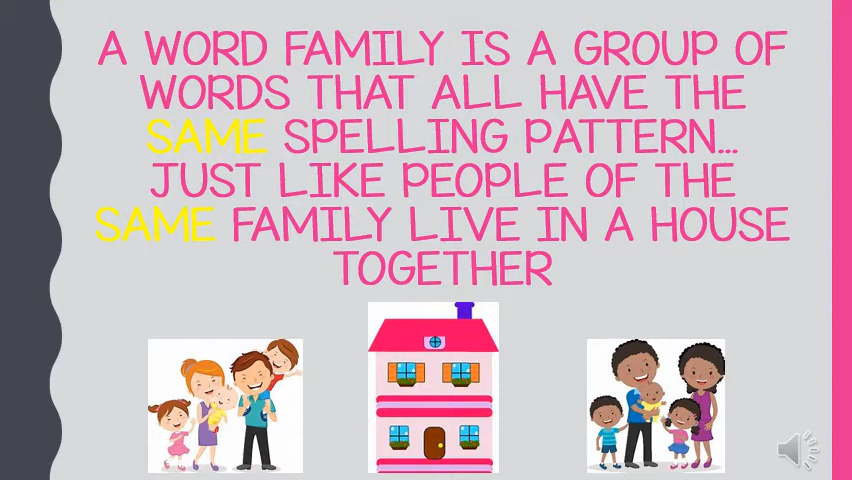 A WORD FAMILY IS A GROUP OF
WORDS THAT ALL HAVE THE
SAME SPELLING PATTERN...
JUST LIKE PEOPLE OF THE
SAME FAMILY LIVE IN A HOUSE
TOGETHER